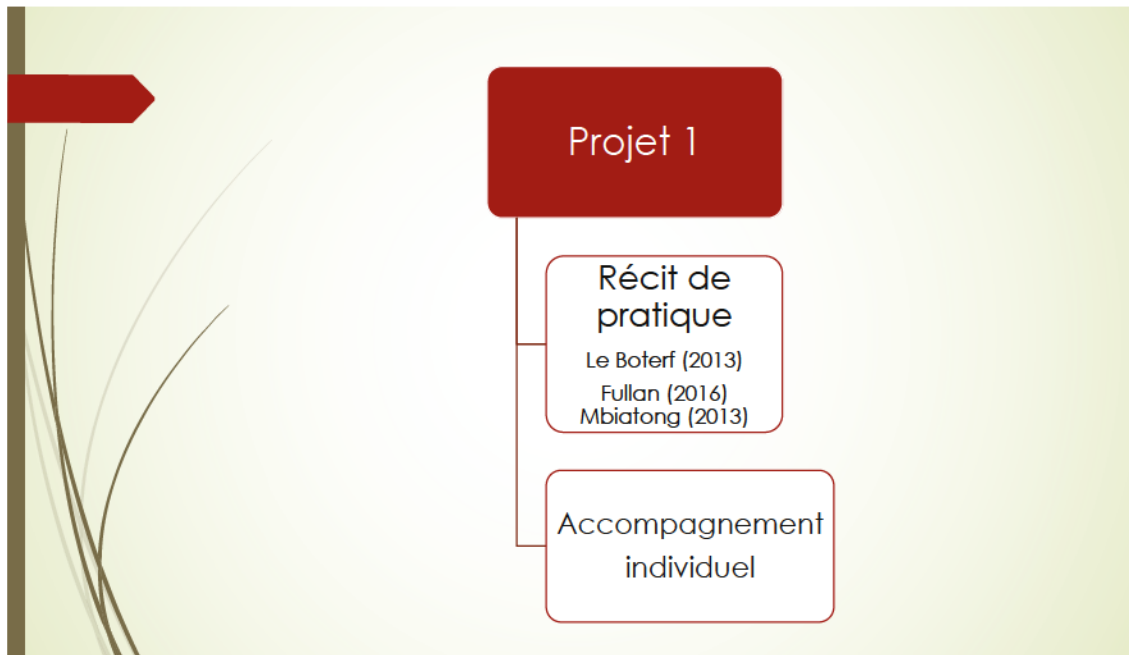 Projet 1
Récit de
pratique
Le Boterf (2013)
Fullan (2016)
Mbiatong (2013)
Accompagnement
individuel